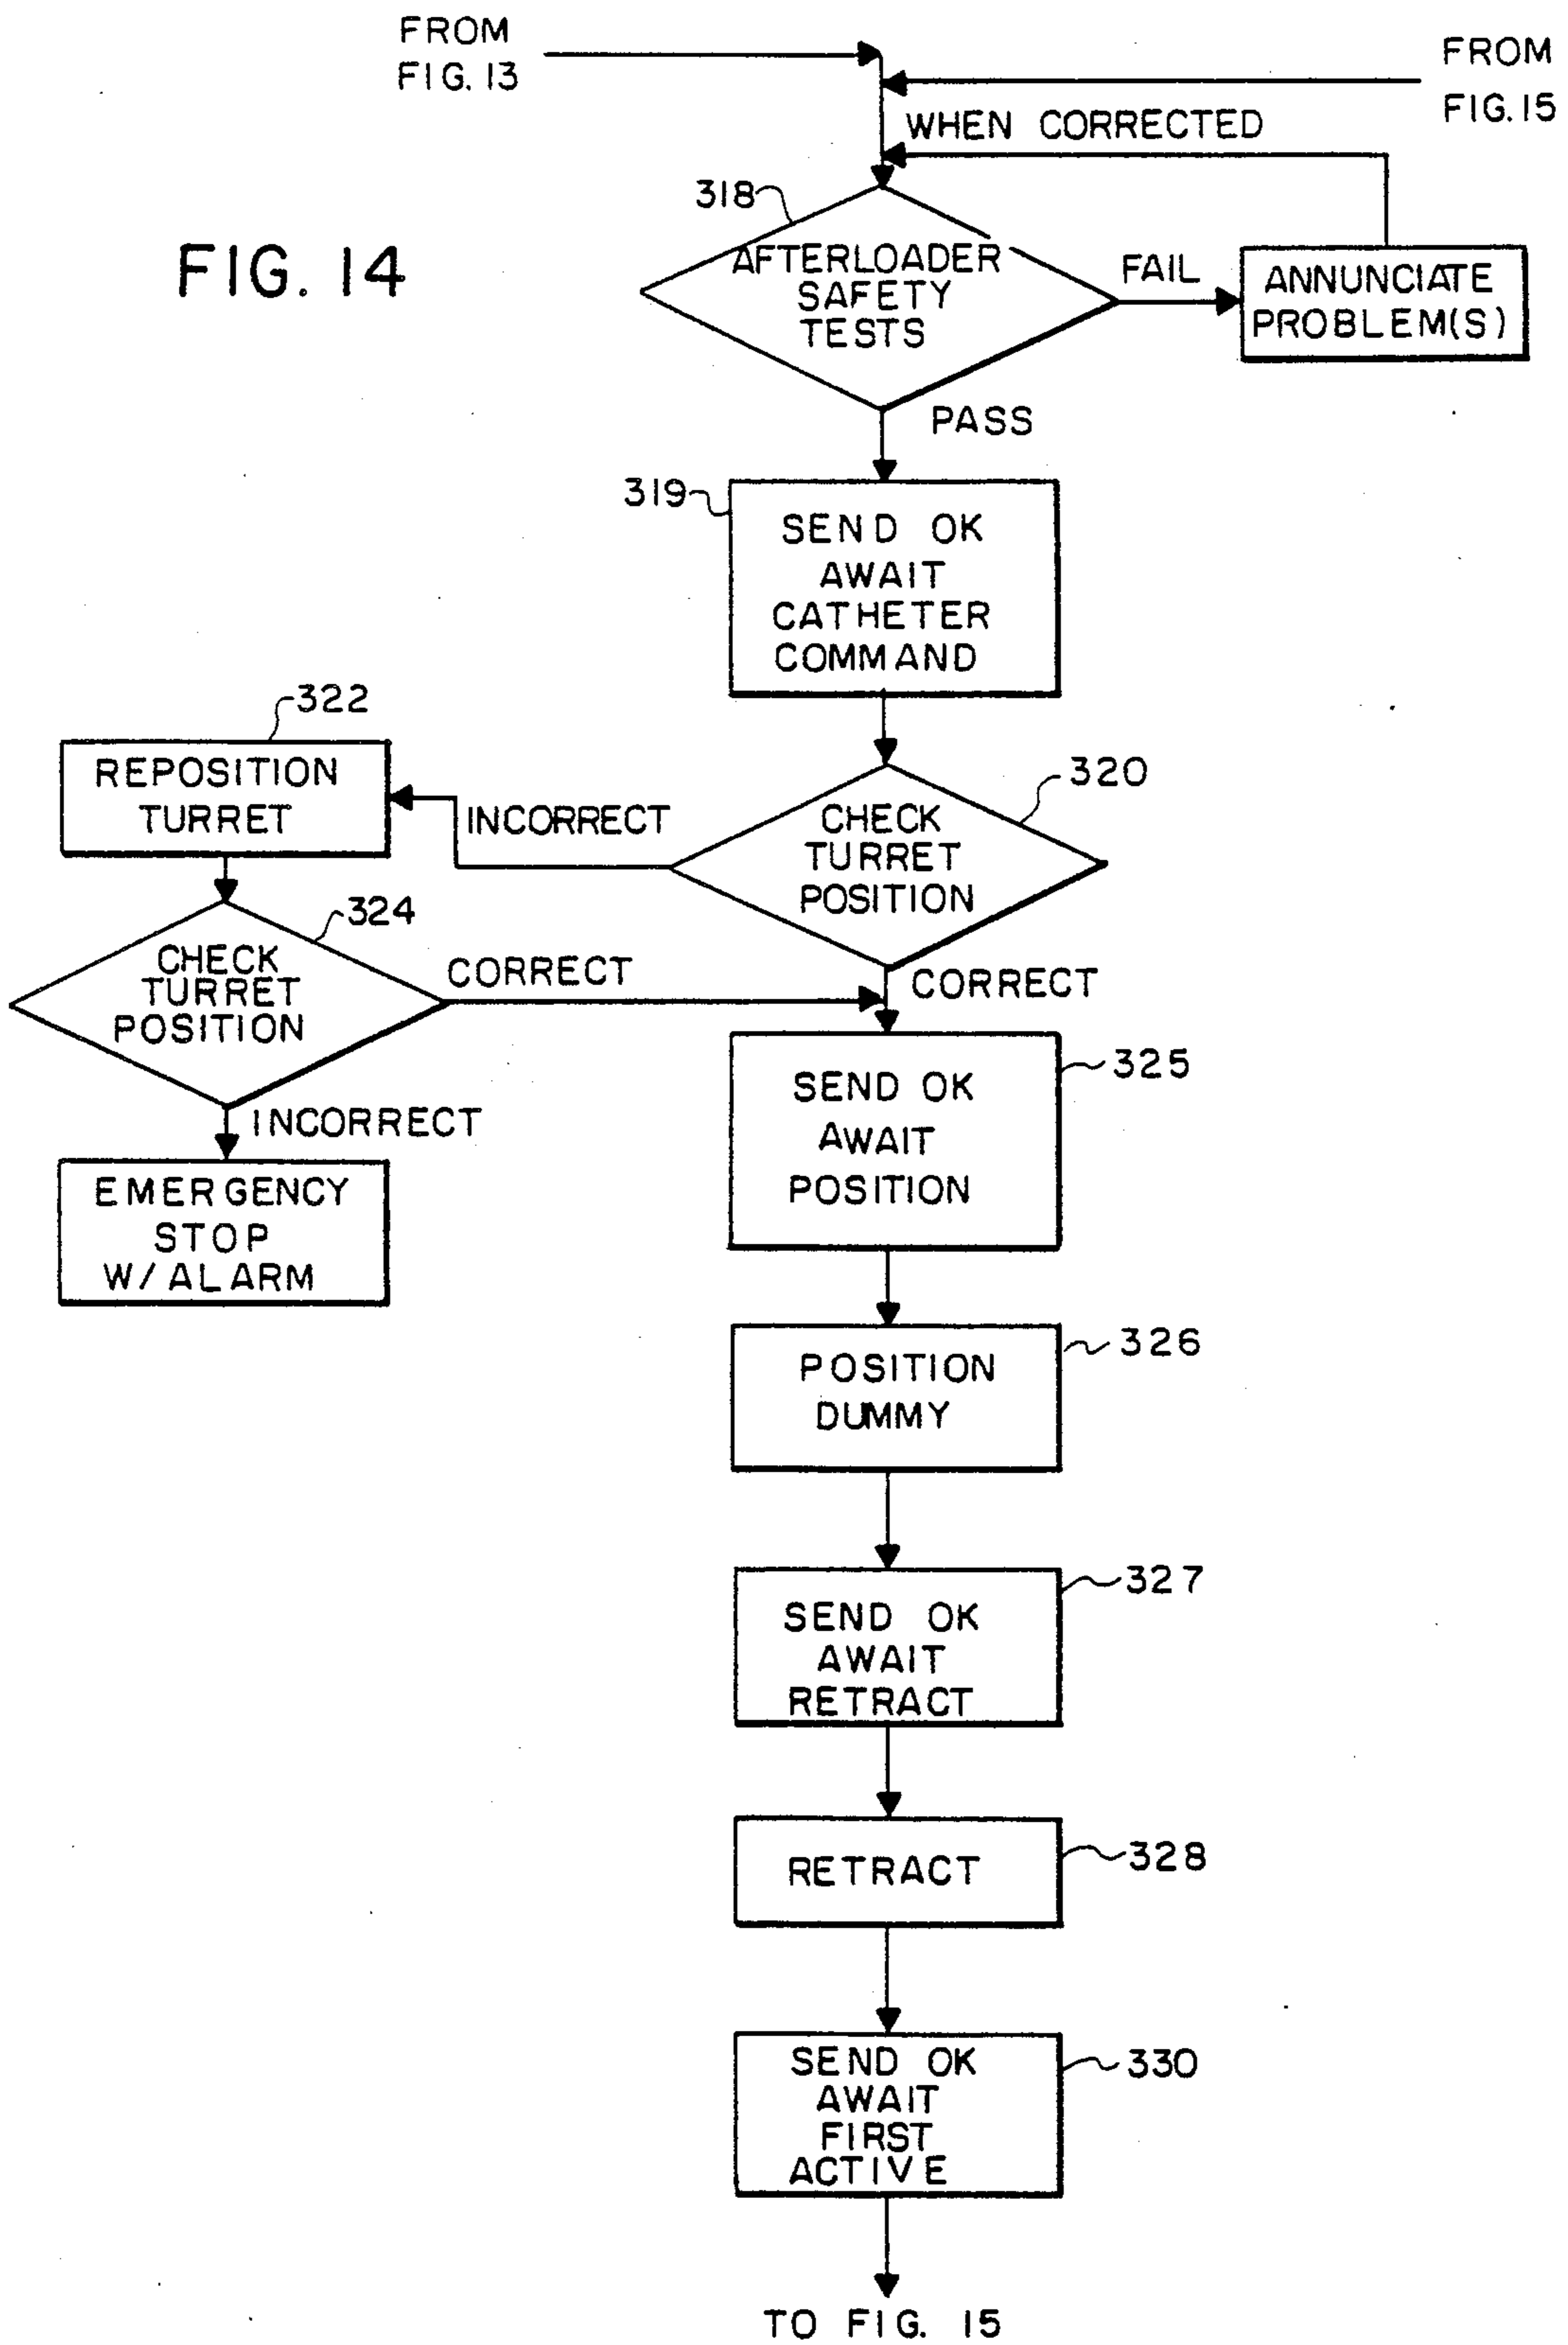 FROM
FIG. 13
FROM
FIG. 15
WHEN CORRECTED
318
FIG. 14
AFTERLOADER
SAFETY
TESTS
FAIL
ANNUNCIATE
PROBLEM(S)
PASS
319
SEND OK
AWAIT
CATHETER
COMMAND
322
REPOSITION
TURRET
INCORRECT
320
CHECK
TURRET
POSITION
324
CHECK
TURRET
POSITION
CORRECT
CORRECT
INCORRECT
EMERGENCY
STOP
W/ALARM
325
SEND OK
AWAIT
POSITION
326
POSITION
DUMMY
327
SEND OK
AWAIT
RETRACT
328
RETRACT
330
SEND OK
AWAIT
FIRST
ACTIVE
TO FIG. 15